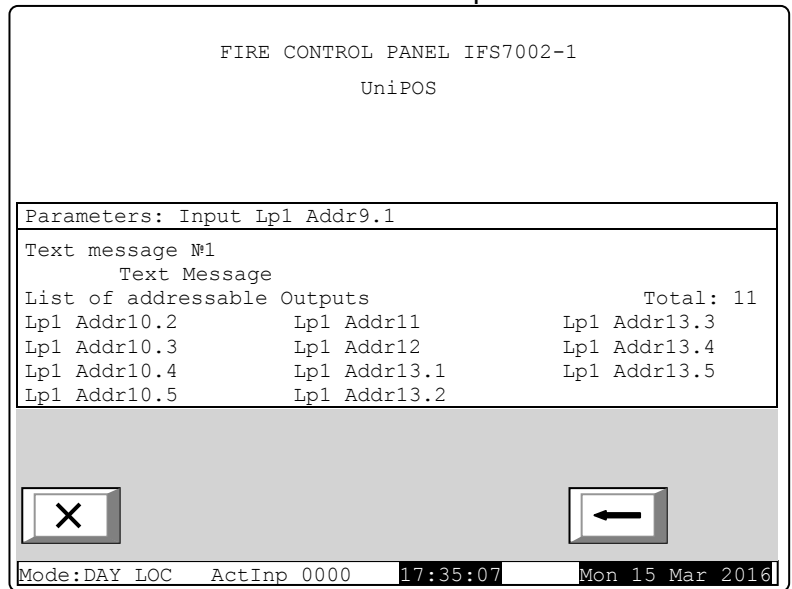 FIRE CONTROL PANEL IFS7002-1
UniPOS
Parameters: Input Lp1 Addr9.1
Text message №1
Text Message
List of addressable Outputs Total: 11
Lp1 Addr10.2 Lp1 Addr11 Lp1 Addr13.3
Lp1 Addr10.3 Lp1 Addr12 Lp1 Addr13.4
Lp1 Addr10.4 Lp1 Addr13.1 Lp1 Addr13.5
Lp1 Addr10.5 Lp1 Addr13.2
Mode:DAY LOC ActInp 0000 17:35:07 Mon 15 Mar 2016